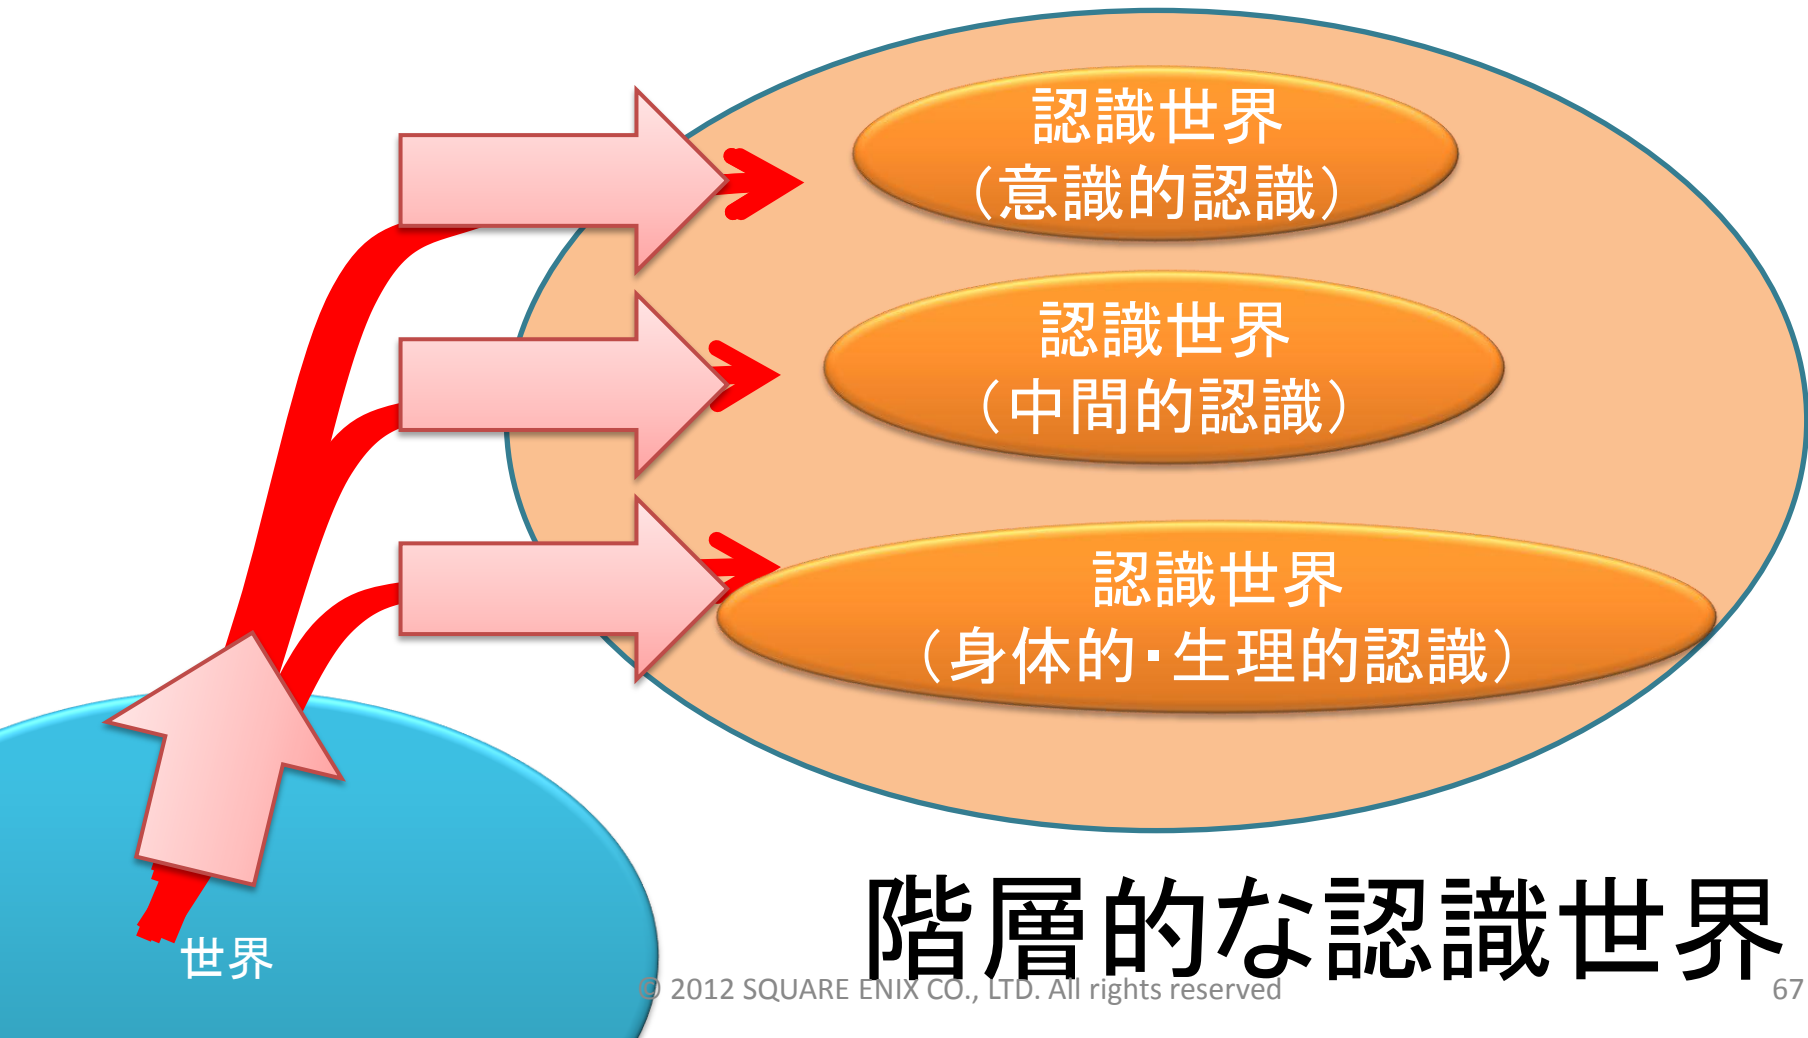 認識世界
（意識的認識）
認識世界
（中間的認識）
認識世界
（身体的・生理的認識）
世界
階層的な認識世界
© 2012 SQUARE ENIX CO., LTD. All rights reserved
67